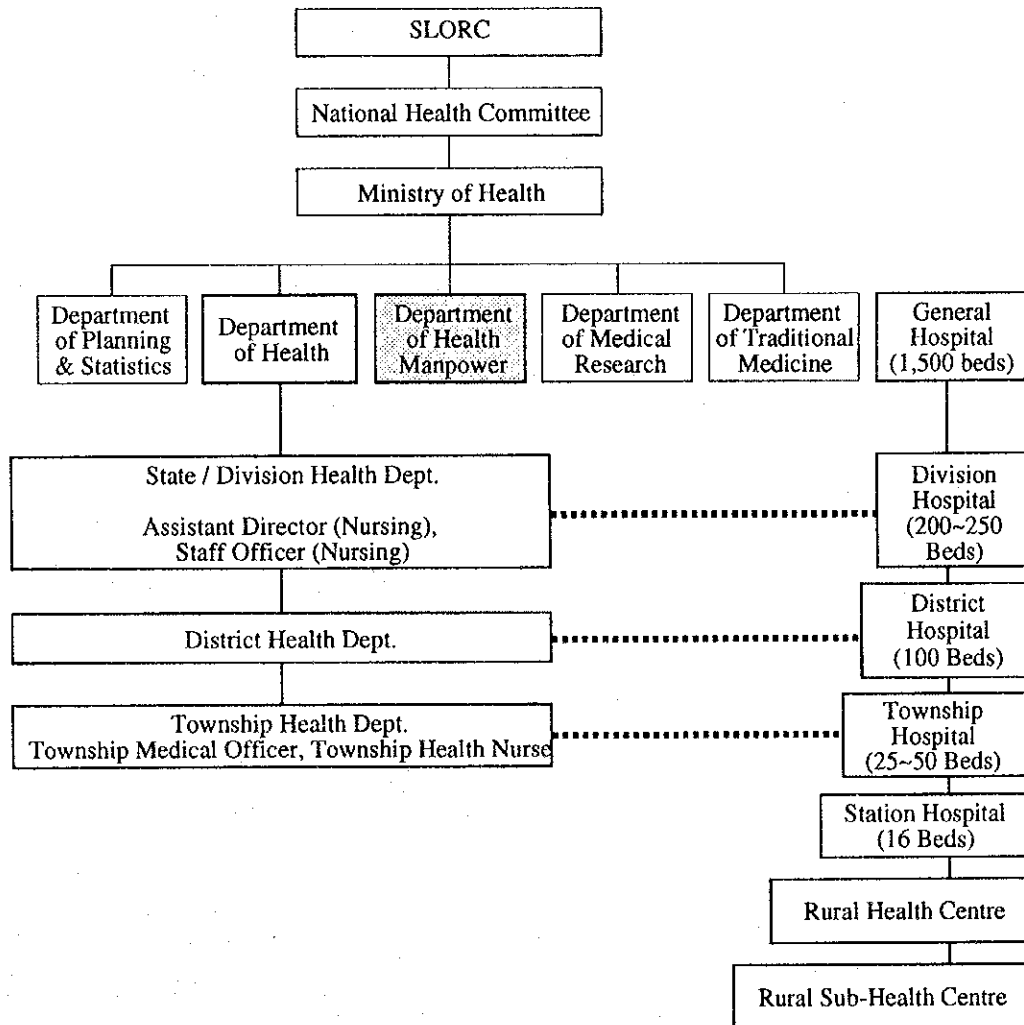 SLORC
National Health Committee
Ministry of Health
Department
of Planning
& Statistics
Department
of Health
Department
of Health
Manpower
Department
of Medical
Research
Department
of Traditional
Medicine
General
Hospital
(1,500 beds)
State / Division Health Dept.
Assistant Director (Nursing),
Staff Officer (Nursing)
Division
Hospital
(200~250
Beds)
District Health Dept.
District
Hospital
(100 Beds)
Township Health Dept.
Township Medical Officer, Township Health Nurse
Township
Hospital
(25~50 Beds)
Station Hospital
(16 Beds)
Rural Health Centre
Rural Sub-Health Centre